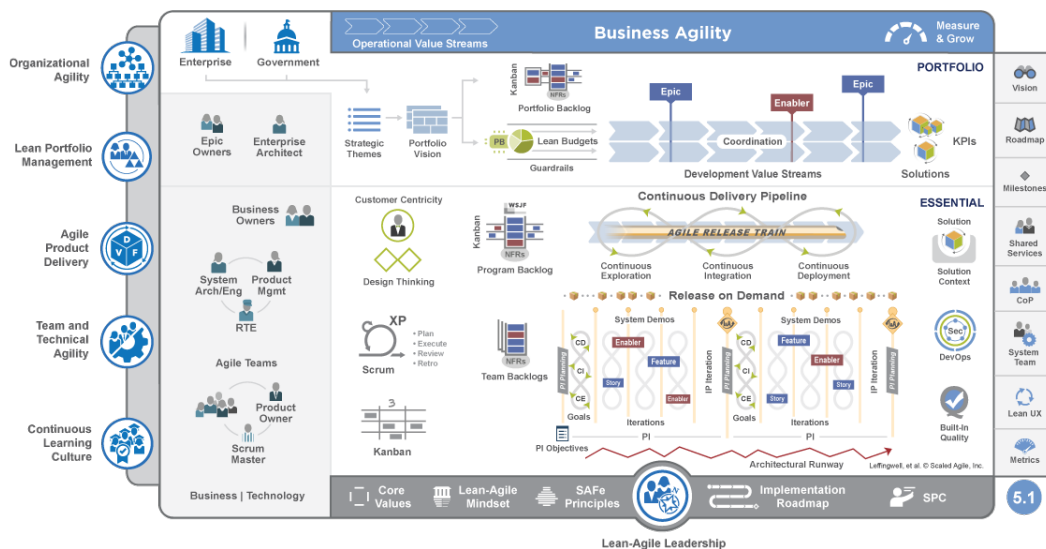 Organizational
Agility
Lean Portfolio
Management
Agile
Product
Delivery
Team and
Technical
Agility
Continuous
Learning
Culture
D
V F
Enterprise
Government
Operational Value Streams
Business Agility
Measure
& Grow
PORTFOLIO
Epic
Owners
Enterprise
Architect
Strategic
Themes
Portfolio
Vision
Kanban
NFRs
Portfolio Backlog
PB
Lean Budgets
Guardrails
Epic
Enabler
Epic
Coordination
Development Value Streams
KPIs
Solutions
ESSENTIAL
Business
Owners
System
Arch/Eng
Product
Mgmt
RTE
Agile Teams
Product
Owner
Scrum
Master
Business | Technology
Customer Centricity
Design Thinking
XP
Scrum
• Plan
• Execute
• Review
• Retro
3
Kanban
Kanban
WSJF
NFRs
Program Backlog
NFRs
Team Backlogs
Continuous Delivery Pipeline
AGILE RELEASE TRAIN
Continuous
Exploration
Continuous
Integration
Continuous
Deployment
Release on Demand
System Demos
System Demos
PI Planning
CD
CI
CE
Goals
Enabler
Feature
Story
Enabler
Iterations
IP Iteration
I&A
PI Planning
CD
CI
CE
Goals
Feature
Enabler
Story
Story
Iterations
IP Iteration
I&A
PI Planning
PI
PI
PI Objectives
Architectural Runway
Leffingwell, et al. © Scaled Agile, Inc.
Solution
Solution
Context
Sec
DevOps
Built-In
Quality
Vision
Roadmap
Milestones
Shared
Services
CoP
System
Team
Lean UX
Metrics
5.1
Core
Values
Lean-Agile
Mindset
SAFe
Principles
Implementation
Roadmap
SPC
Lean-Agile Leadership